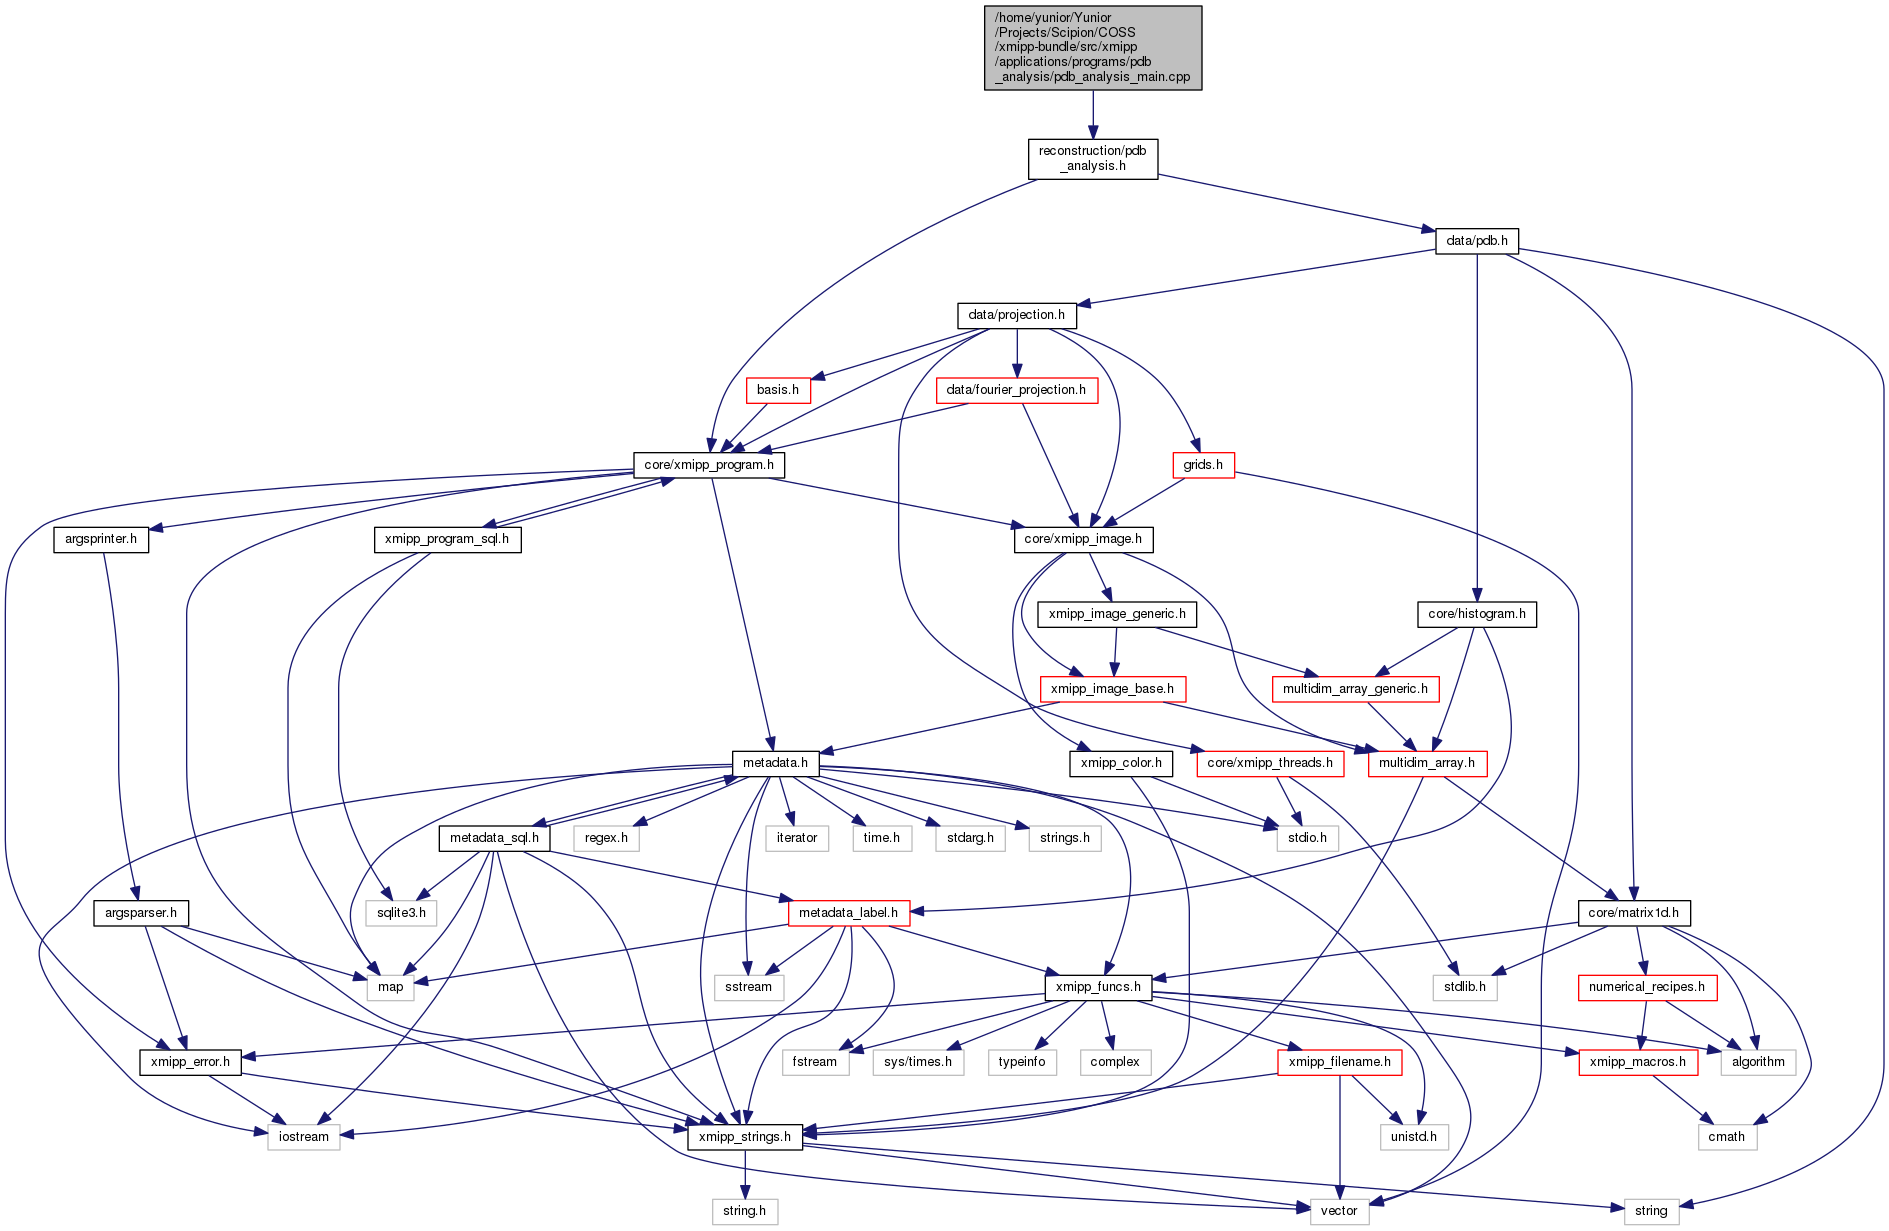 /home/yunior/Yunior
/Projects/Scipion/COSS
/xmipp-bundle/src/xmipp
/applications/programs/pdb
_analysis/pdb_analysis_main.cpp
reconstruction/pdb
_analysis.h
data/pdb.h
data/projection.h
basis.h
data/fourier_projection.h
core/xmipp_program.h
grids.h
argsprinter.h
xmipp_program_sql.h
core/xmipp_image.h
xmipp_image_generic.h
core/histogram.h
xmipp_image_base.h
multidim_array_generic.h
metadata.h
xmipp_color.h
core/xmipp_threads.h
multidim_array.h
metadata_sql.h
regex.h
iterator
time.h
stdarg.h
strings.h
stdio.h
argsparser.h
sqlite3.h
metadata_label.h
core/matrix1d.h
map
sstream
xmipp_funcs.h
stdlib.h
numerical_recipes.h
xmipp_error.h
fstream
sys/times.h
typeinfo
complex
xmipp_filename.h
xmipp_macros.h
algorithm
iostream
xmipp_strings.h
unistd.h
cmath
string.h
vector
string